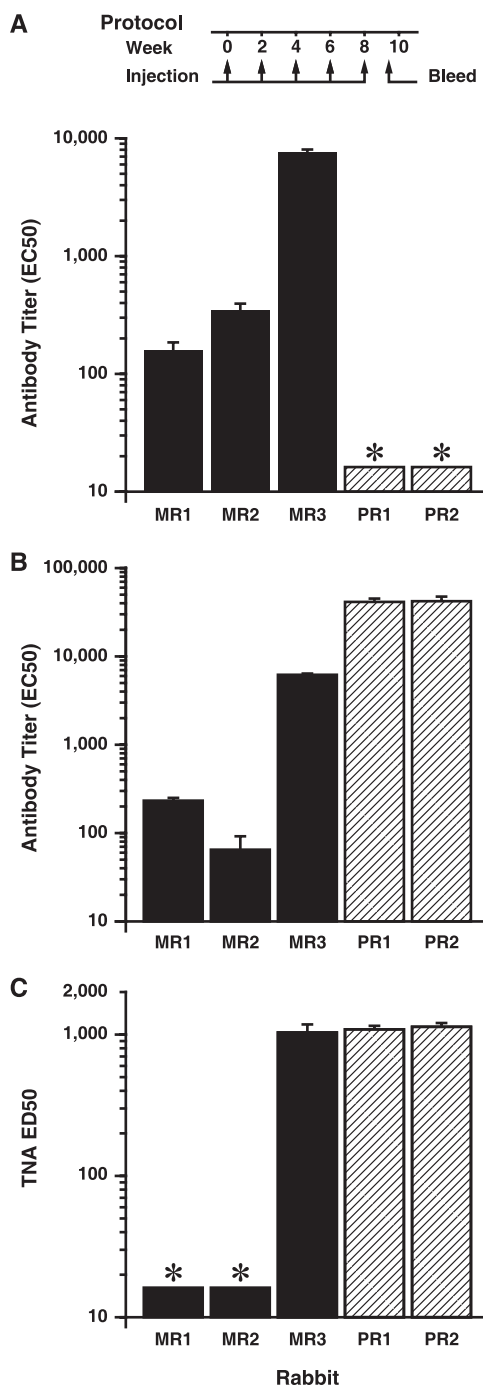 A
Protocol
Week 0 2 4 6 8 10
Injection Bleed
Antibody Titer (EC50)
10,000
1,000
100
10
* *
MR1 MR2 MR3 PR1 PR2
B
Antibody Titer (EC50)
100,000
10,000
1,000
100
10
MR1 MR2 MR3 PR1 PR2
C
TNA ED50
2,000
1,000
100
10
* *
MR1 MR2 MR3 PR1 PR2
Rabbit